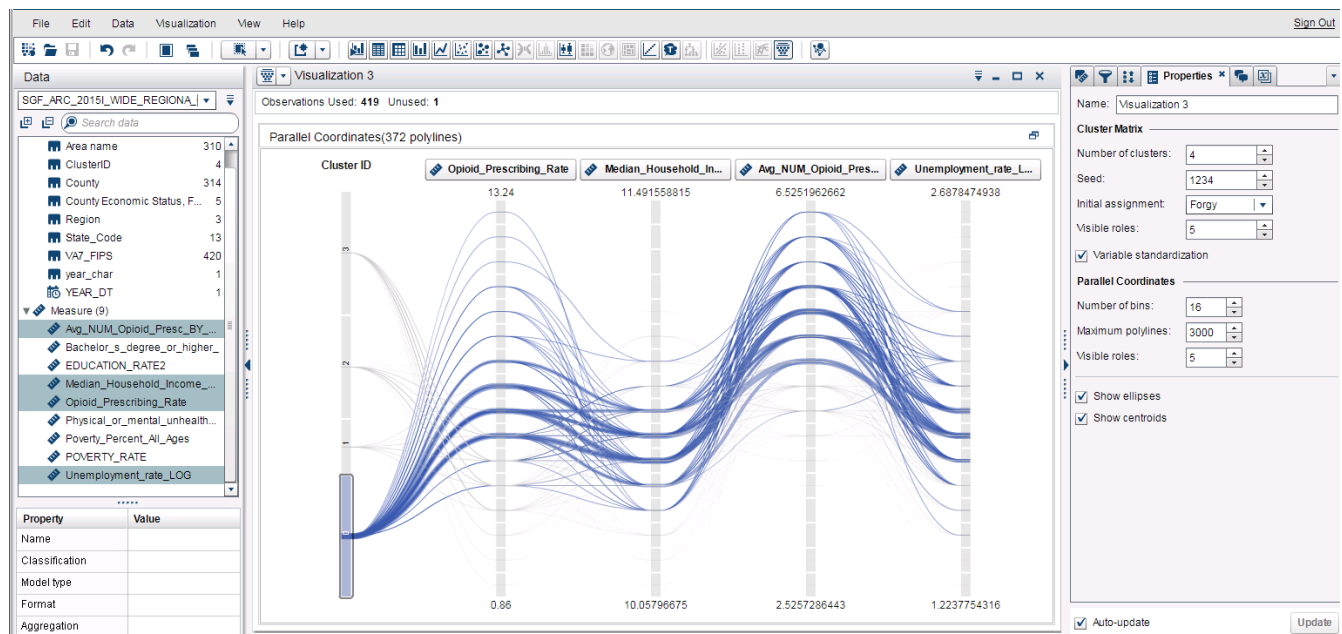 File Edit Data Visualization View Help Sign Out
Data
SGF_ARC_2015I_WIDE_REGIONA_
Search data
Area name 310
ClusterID 4
County 314
County Economic Status, F... 5
Region 3
State_Code 13
VA7_FIPS 420
year_char 1
YEAR_DT 1
Measure (9)
Avg_NUM_Opioid_Presc_BY_...
Bachelor_s_degree_or_higher_
EDUCATION_RATE2
Median_Household_Income_...
Opioid_Prescribing_Rate
Physical_or_mental_unhealth...
Poverty_Percent_All_Ages
POVERTY_RATE
Unemployment_rate_LOG
Property Value
Name
Classification
Model type
Format
Aggregation
Visualization 3
Observations Used: 419 Unused: 1
Parallel Coordinates(372 polylines)
Cluster ID Opioid_Prescribing_Rate Median_Household_In... Avg_NUM_Opioid_Pres... Unemployment_rate_L...
13.24 11.491558815 6.5251962662 2.6878474938
3
2
1
0
0.86 10.05796675 2.5257286443 1.2237754316
Properties
Name: Visualization 3
Cluster Matrix
Number of clusters: 4
Seed: 1234
Initial assignment: Forgy
Visible roles: 5
Variable standardization
Parallel Coordinates
Number of bins: 16
Maximum polylines: 3000
Visible roles: 5
Show ellipses
Show centroids
Auto-update Update